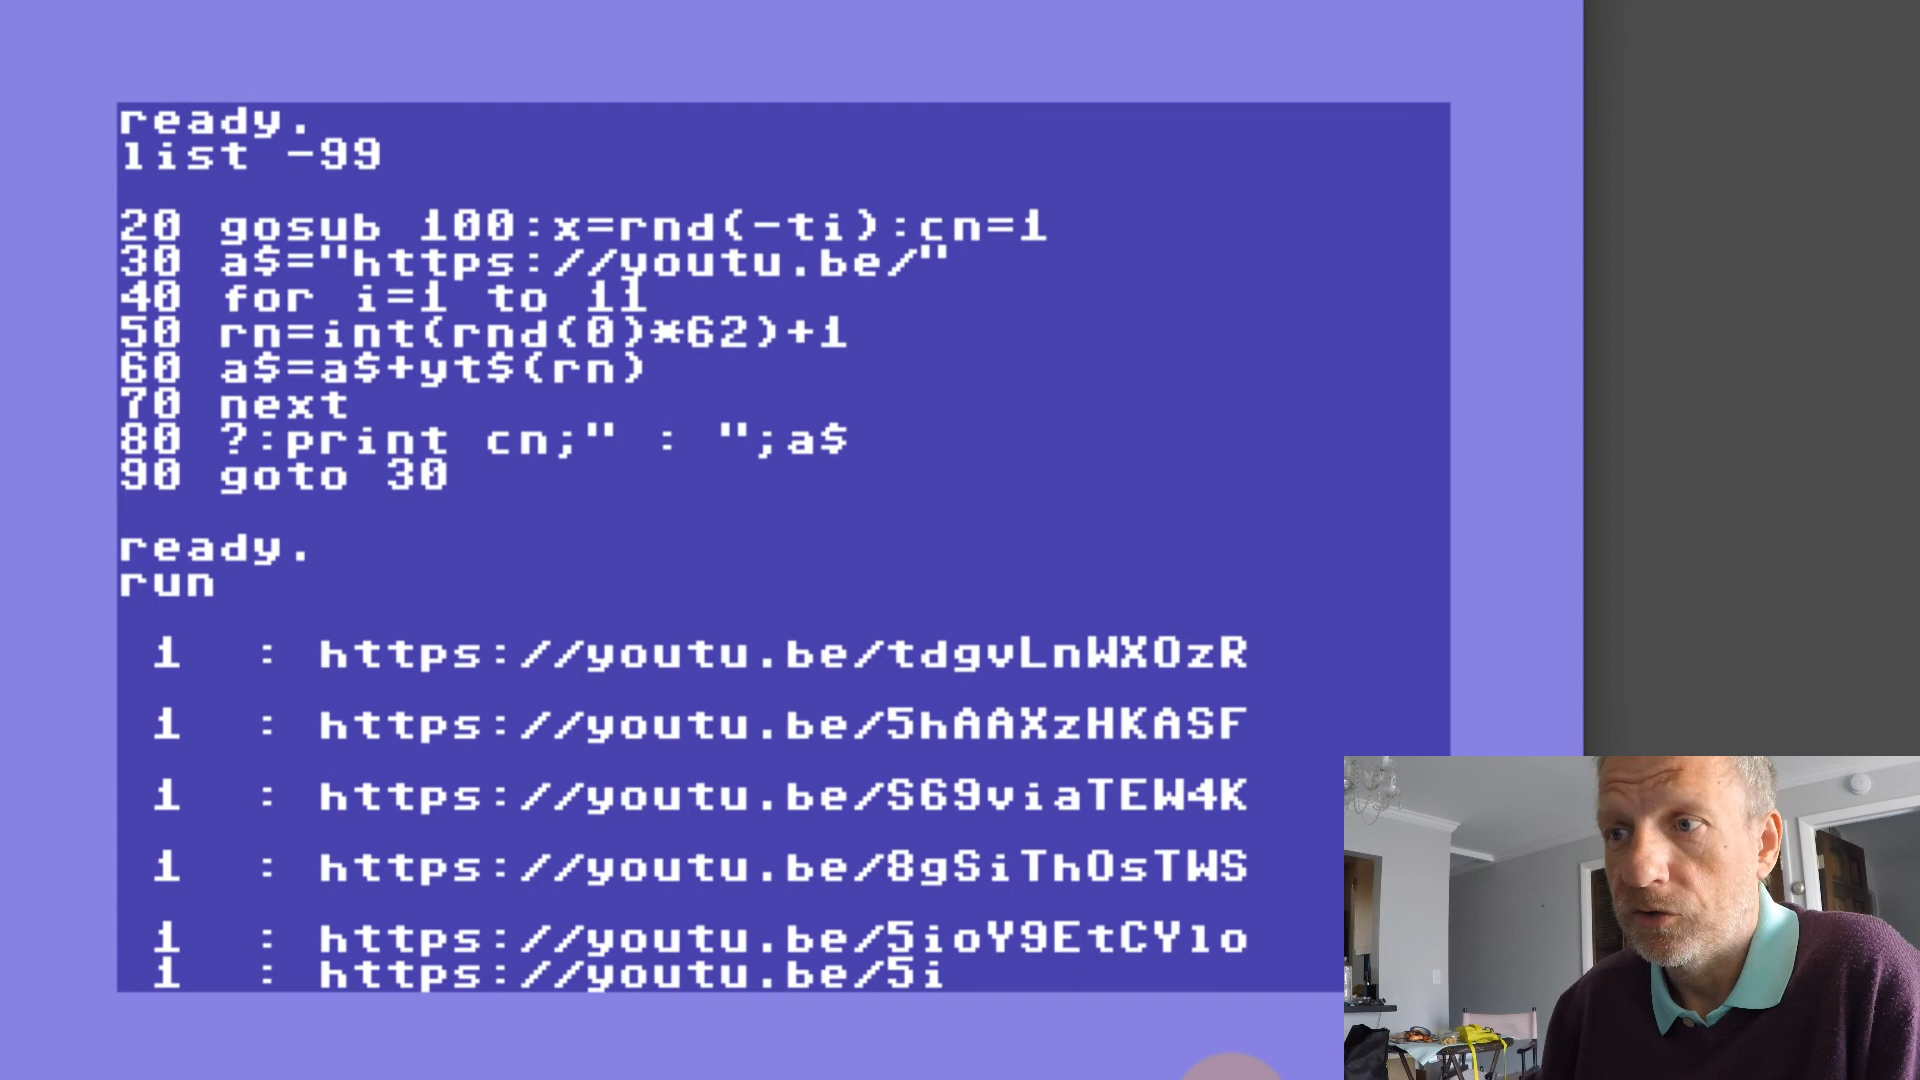 ready.
list -99
20 gosub 100:x=rnd(-ti):cn=1
30 a$="https://youtu.be/"
40 for i=1 to 11
50 rn=int(rnd(0)*62)+1
60 a$=a$+yt$(rn)
70 next
80 ?:print cn;" : ";a$
90 goto 30
ready.
run
1 : https://youtu.be/tdgvLnWXOzR
1 : https://youtu.be/5hAAXzHKASF
1 : https://youtu.be/S69viaTEW4K
1 : https://youtu.be/8gSiThOsTWS
1 : https://youtu.be/5ioY9EtCYlo
1 : https://youtu.be/5i